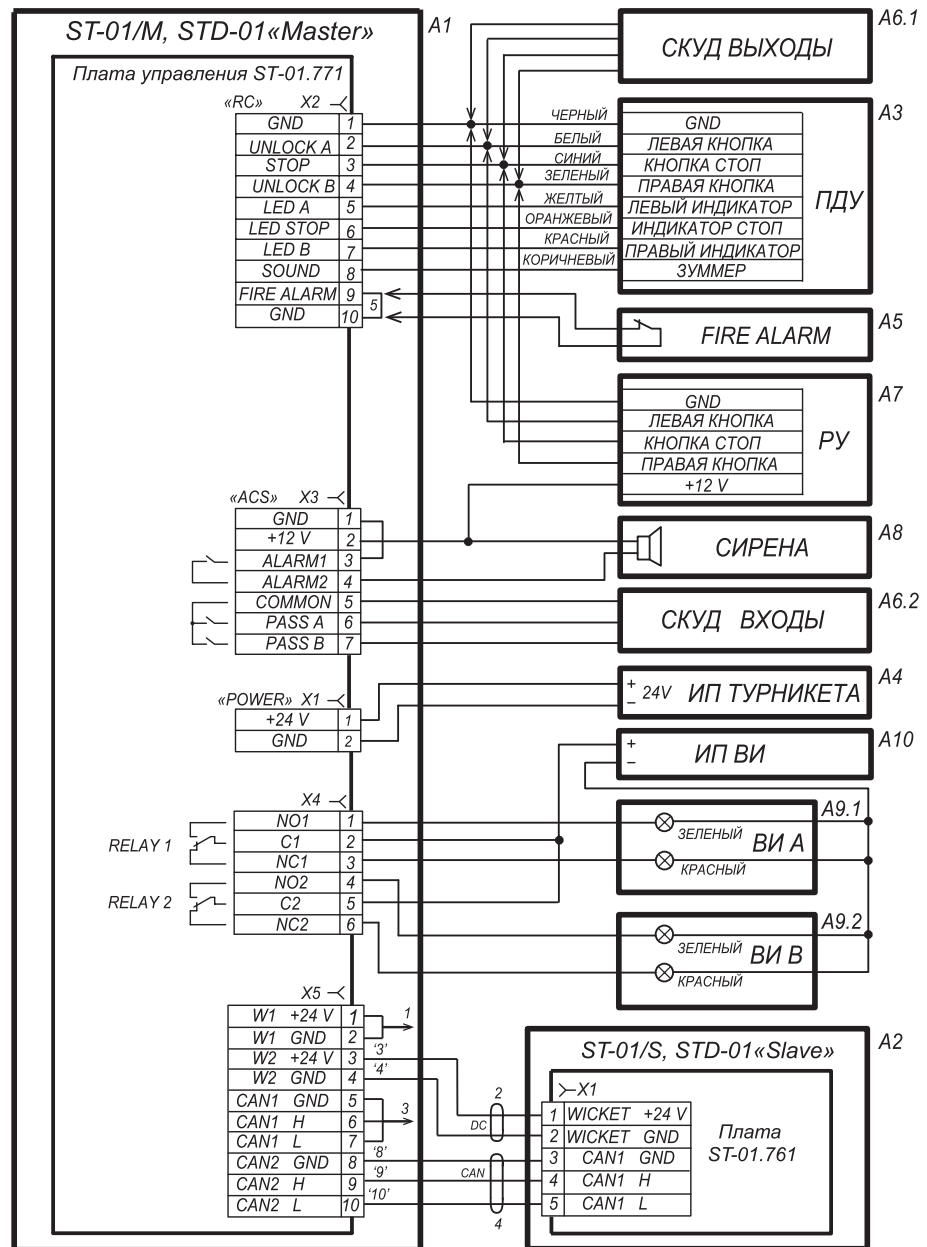 ST-01/M, STD-01«Master»
A1
Плата управления ST-01.771
«RC» X2
GND 1
UNLOCK A 2
STOP 3
UNLOCK B 4
LED A 5
LED STOP 6
LED B 7
SOUND 8
FIRE ALARM 9
GND 10
5
ЧЕРНЫЙ
БЕЛЫЙ
СИНИЙ
ЗЕЛЕНЫЙ
ЖЕЛТЫЙ
ОРАНЖЕВЫЙ
КРАСНЫЙ
КОРИЧНЕВЫЙ
СКУД ВЫХОДЫ
A6.1
A3
GND
ЛЕВАЯ КНОПКА
КНОПКА СТОП
ПРАВАЯ КНОПКА
ЛЕВЫЙ ИНДИКАТОР
ИНДИКАТОР СТОП
ПРАВЫЙ ИНДИКАТОР
ЗУММЕР
ПДУ
FIRE ALARM
A5
A7
GND
ЛЕВАЯ КНОПКА
КНОПКА СТОП
ПРАВАЯ КНОПКА
+12 V
РУ
«ACS» X3
GND 1
+12 V 2
ALARM1 3
ALARM2 4
COMMON 5
PASS A 6
PASS B 7
СИРЕНА
A8
СКУД ВХОДЫ
A6.2
«POWER» X1
+24 V 1
GND 2
+
–
24V ИП ТУРНИКЕТА
A4
+
–
ИП ВИ
A10
X4
RELAY 1
RELAY 2
NO1 1
C1 2
NC1 3
NO2 4
C2 5
NC2 6
A9.1
ЗЕЛЕНЫЙ
КРАСНЫЙ
ВИ A
A9.2
ЗЕЛЕНЫЙ
КРАСНЫЙ
ВИ B
X5
W1 +24 V 1
W1 GND 2
W2 +24 V 3
W2 GND 4
CAN1 GND 5
CAN1 H 6
CAN1 L 7
CAN2 GND 8
CAN2 H 9
CAN2 L 10
1
‘3’
‘4’
3
‘8’
‘9’
‘10’
2
DC
CAN
4
ST-01/S, STD-01«Slave»
A2
X1
1 WICKET +24 V
2 WICKET GND
3 CAN1 GND
4 CAN1 H
5 CAN1 L
Плата
ST-01.761